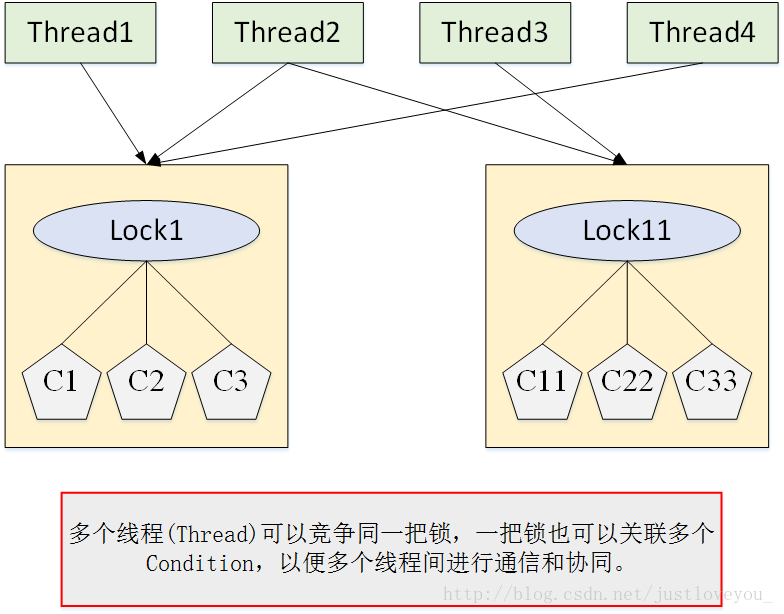 Thread1 Thread2 Thread3 Thread4
Lock1 Lock11
C1 C2 C3 C11 C22 C33
多个线程(Thread)可以竞争同一把锁，一把锁也可以关联多个
Condition，以便多个线程间进行通信和协同。
http://blog.csdn.net/justloveyou_